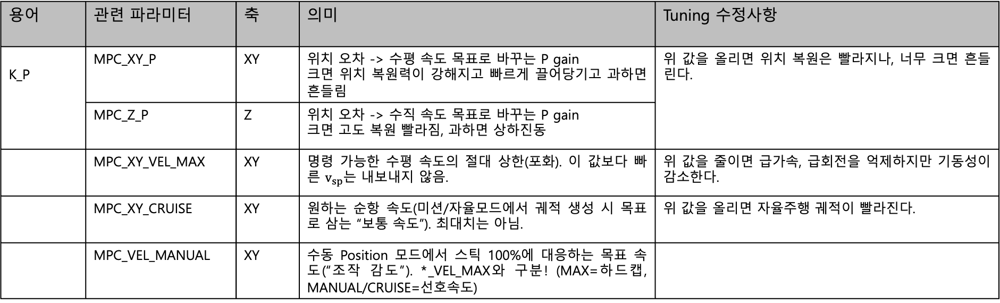 용어 관련 파라미터 축 의미 Tuning 수정사항
K_P
MPC_XY_P XY
위치 오차 -> 수평 속도 목표로 바꾸는 P gain
크면 위치 복원력이 강해지고 빠르게 끌어당기고 과하면
흔들림
위 값을 올리면 위치 복원은 빨라지나, 너무 크면 흔들
린다.
MPC_Z_P Z
위치 오차 -> 수직 속도 목표로 바꾸는 P gain
크면 고도 복원 빨라짐, 과하면 상하진동
MPC_XY_VEL_MAX XY
명령 가능한 수평 속도의 절대 상한(포화). 이 값보다 빠
른 v_sp는 내보내지 않음.
위 값을 줄이면 급가속, 급회전을 억제하지만 기동성이
감소한다.
MPC_XY_CRUISE XY
원하는 순항 속도(미션/자율모드에서 궤적 생성 시 목표
로 삼는 “보통 속도”). 최대치는 아님.
위 값을 올리면 자율주행 궤적이 빨라진다.
MPC_VEL_MANUAL XY
수동 Position 모드에서 스틱 100%에 대응하는 목표 속
도(“조작 감도”). *_VEL_MAX와 구분! (MAX=하드캡,
MANUAL/CRUISE=선호속도)